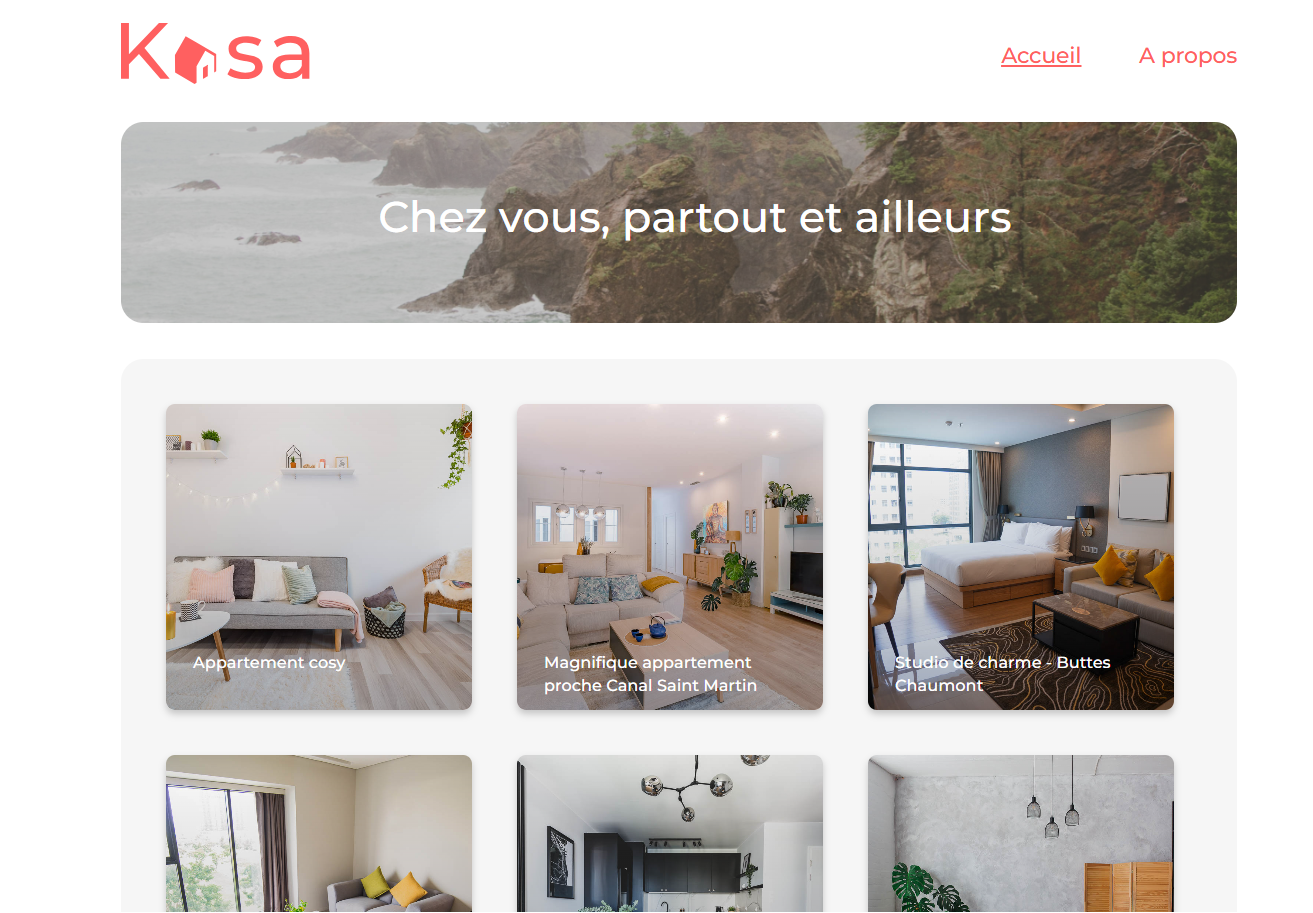 Kasa
Accueil
A propos
Chez vous, partout et ailleurs
Appartement cosy
Magnifique appartement
proche Canal Saint Martin
Studio de charme - Buttes
Chaumont